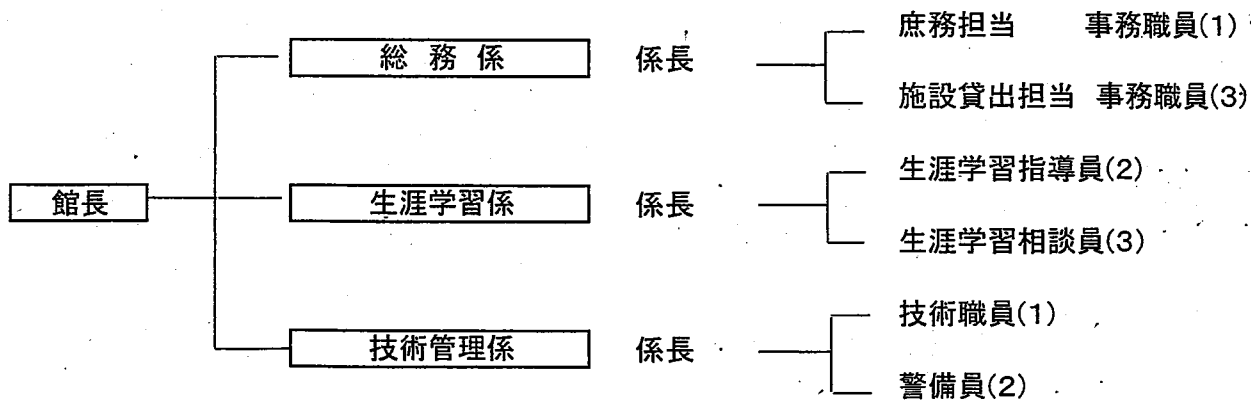 庶務担当 事務職員(1)
総務係 係長
施設貸出担当 事務職員(3)
生涯学習指導員(2)
館長 生涯学習係 係長
生涯学習相談員(3)
技術職員(1)
技術管理係 係長
警備員(2)